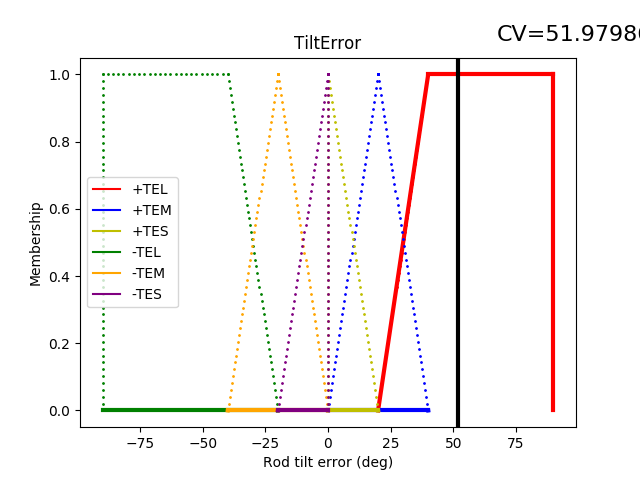 CV=51.9798
TiltError
Membership
1.0
0.8
0.6
0.4
0.2
0.0
+TEL
+TEM
+TES
-TEL
-TEM
-TES
−75
−50
−25
0
25
50
75
Rod tilt error (deg)